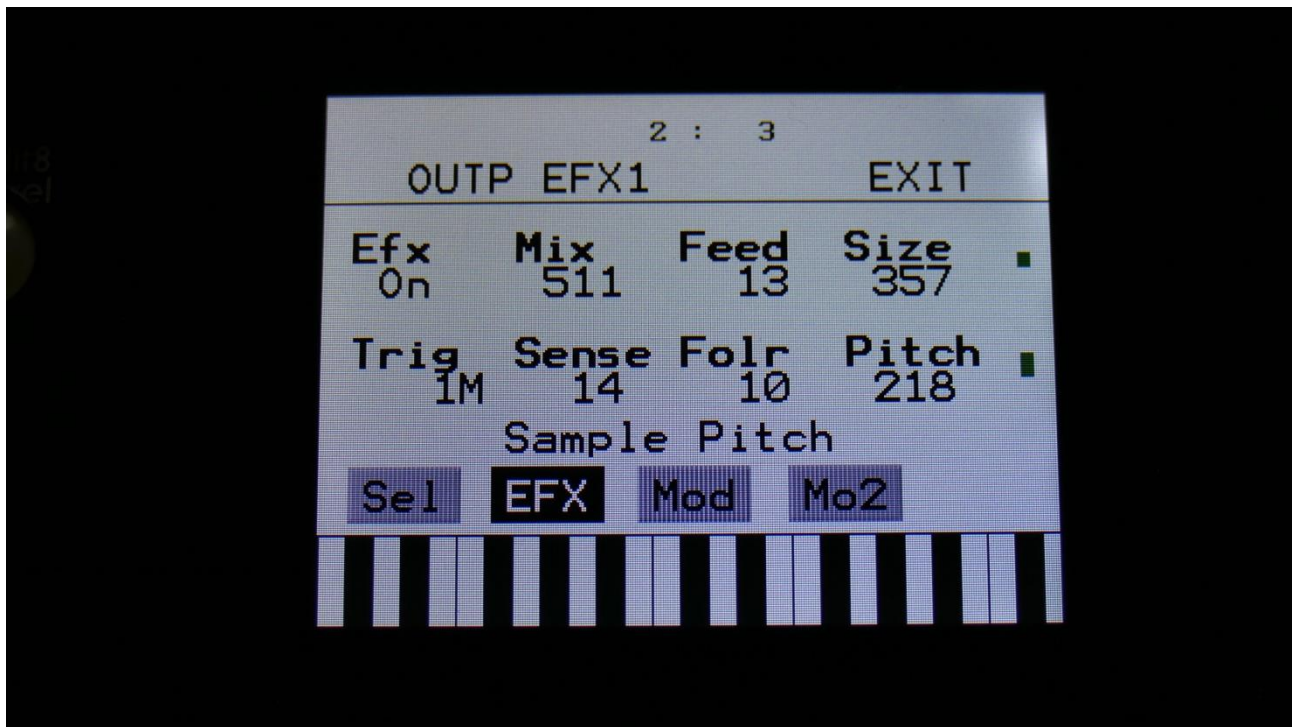 2 : 3
OUTP EFX1 EXIT
Efx Mix Feed Size
On 511 13 357
Trig Sense Folr Pitch
1M 14 10 218
Sample Pitch
Sel EFX Mod Mo2